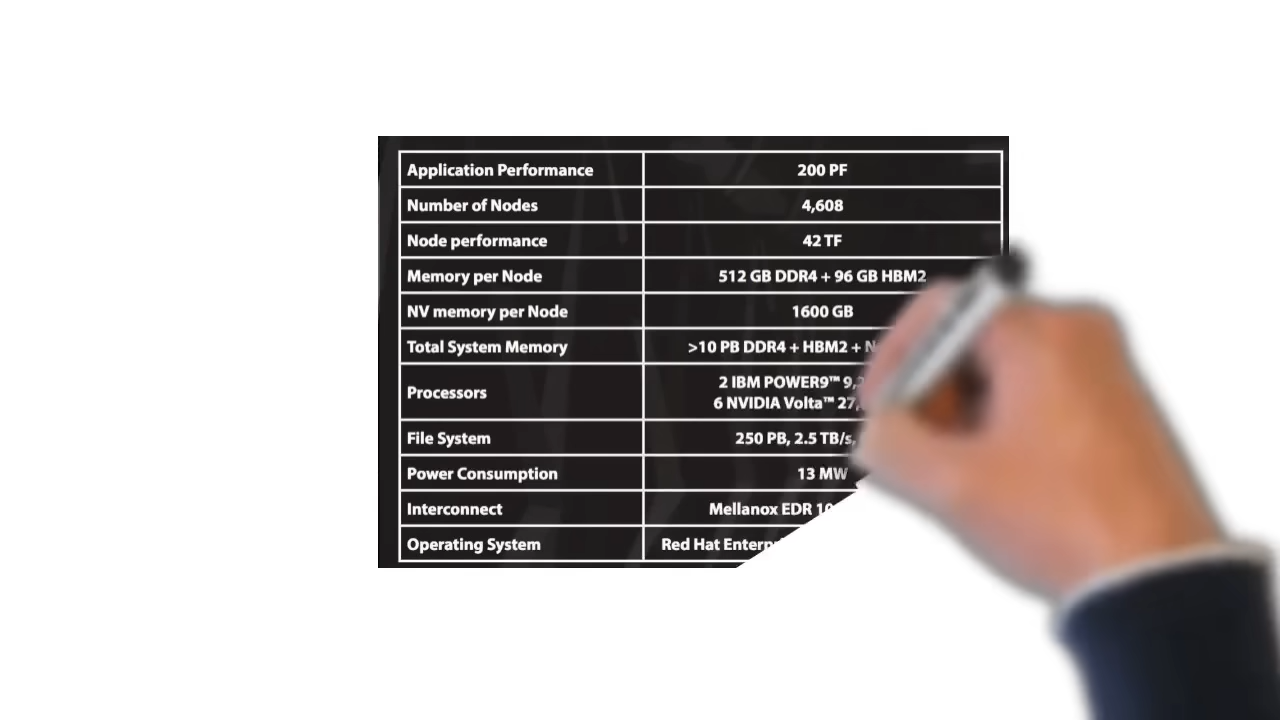 Application Performance 200 PF
Number of Nodes 4,608
Node performance 42 TF
Memory per Node 512 GB DDR4 + 96 GB HBM2
NV memory per Node 1600 GB
Total System Memory >10 PB DDR4 + HBM2 +
Processors 2 IBM POWER9™
6 NVIDIA Volta™
File System 250 PB, 2.5 TB/s,
Power Consumption 13 MW
Interconnect Mellanox EDR
Operating System Red Hat